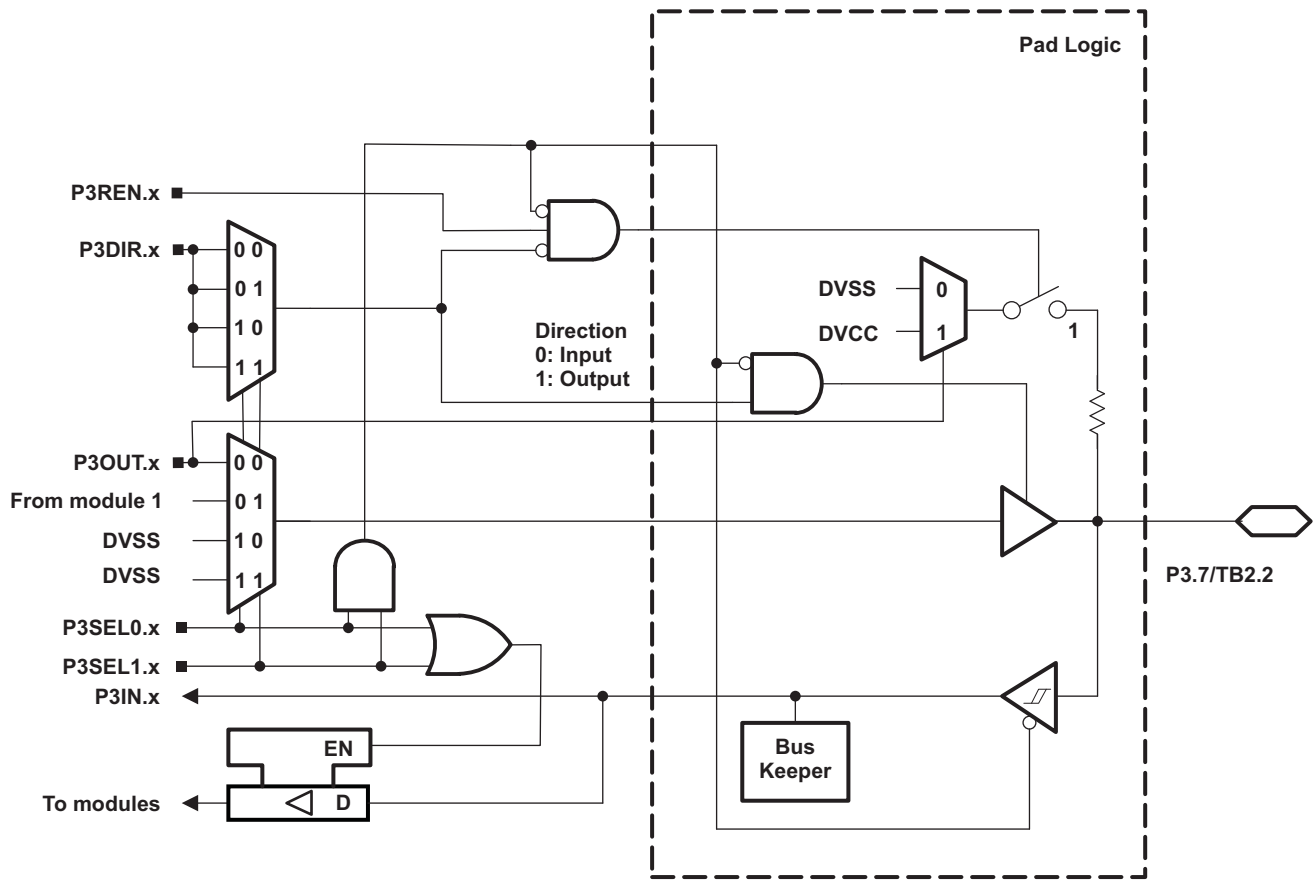 Pad Logic
P3REN.x
P3DIR.x
0 0
0 1
1 0
1 1
Direction
0: Input
1: Output
DVSS
0
DVCC
1
1
P3OUT.x
0 0
From module 1
0 1
DVSS
1 0
DVSS
1 1
P3.7/TB2.2
P3SEL0.x
P3SEL1.x
P3IN.x
EN
Bus
Keeper
To modules
D